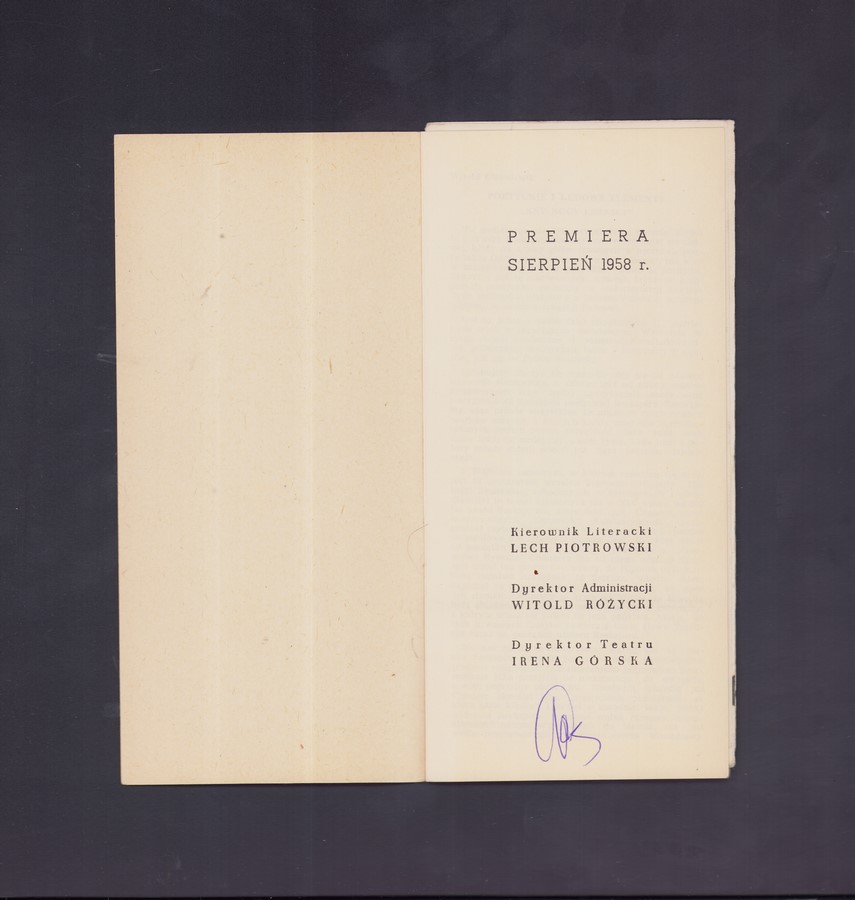 PREMIERA
SIERPIEŃ 1958 r.
Kierownik Literacki
LECH PIOTROWSKI
Dyrektor Administracji
WITOLD RÓŻYCKI
Dyrektor Teatru
IRENA GÓRSKA